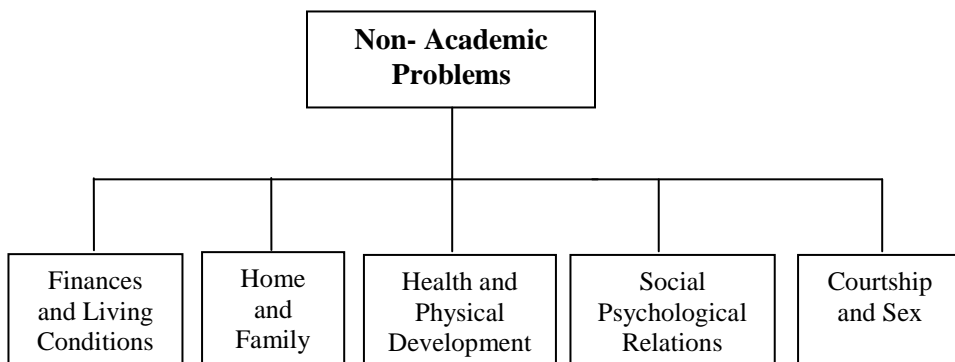 Non- Academic
Problems
Finances
and Living
Conditions
Home
and
Family
Health and
Physical
Development
Social
Psychological
Relations
Courtship
and Sex